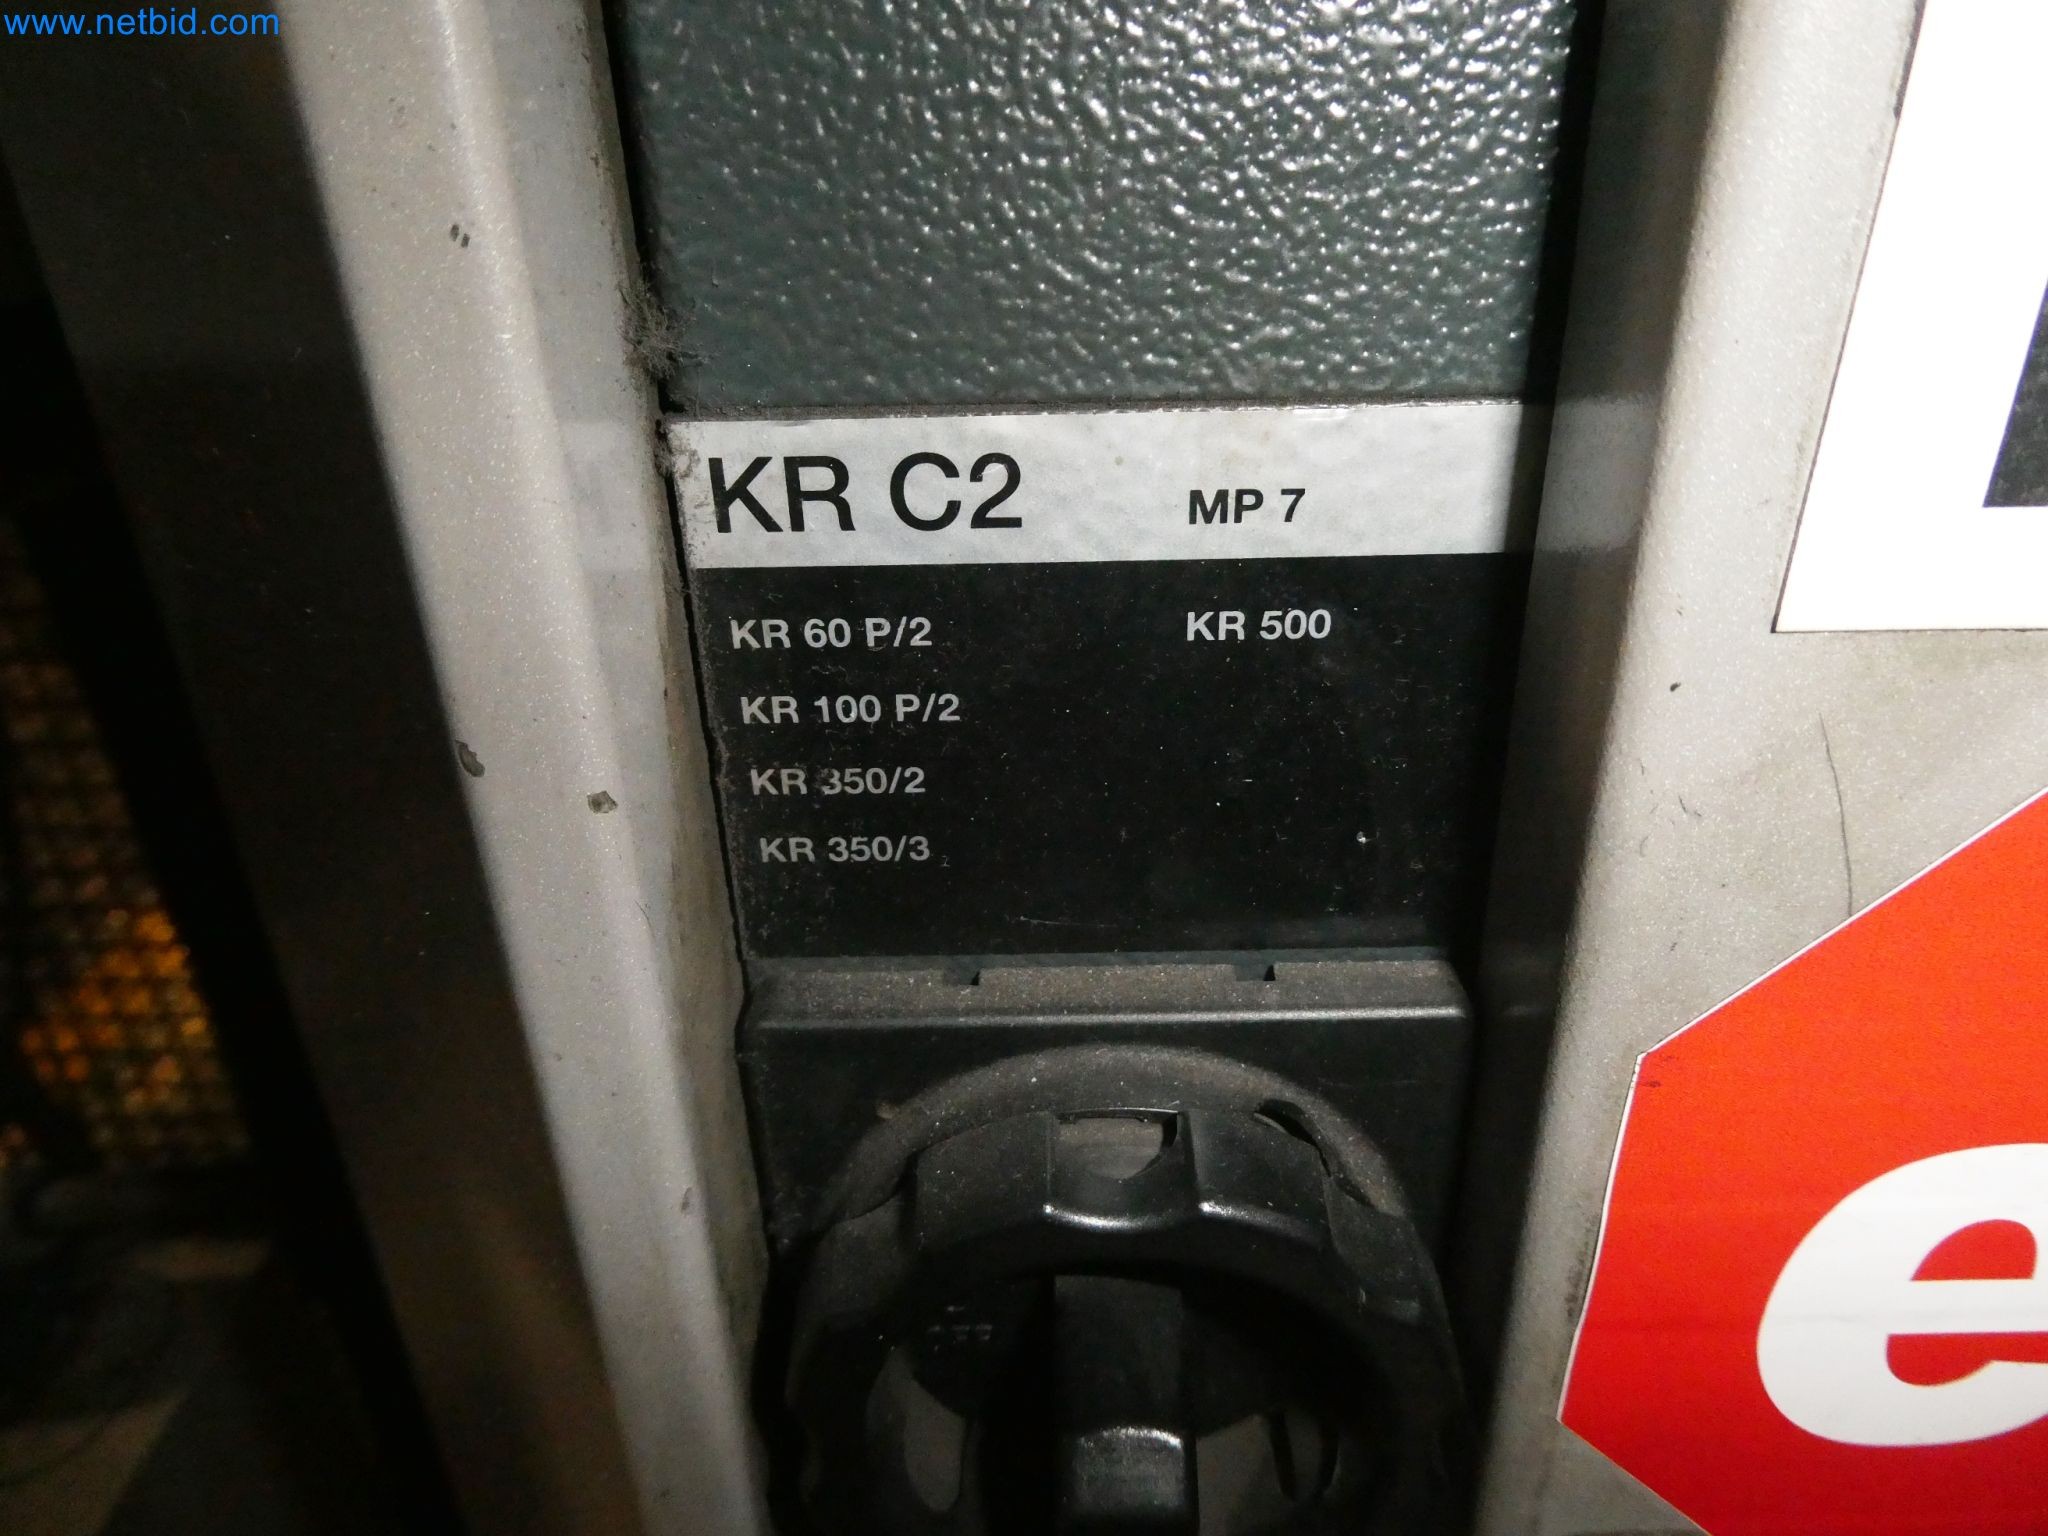 www.netbid.com
KR C2 MP 7
KR 60 P/2 KR 500
KR 100 P/2
KR 350/2
KR 350/3
e